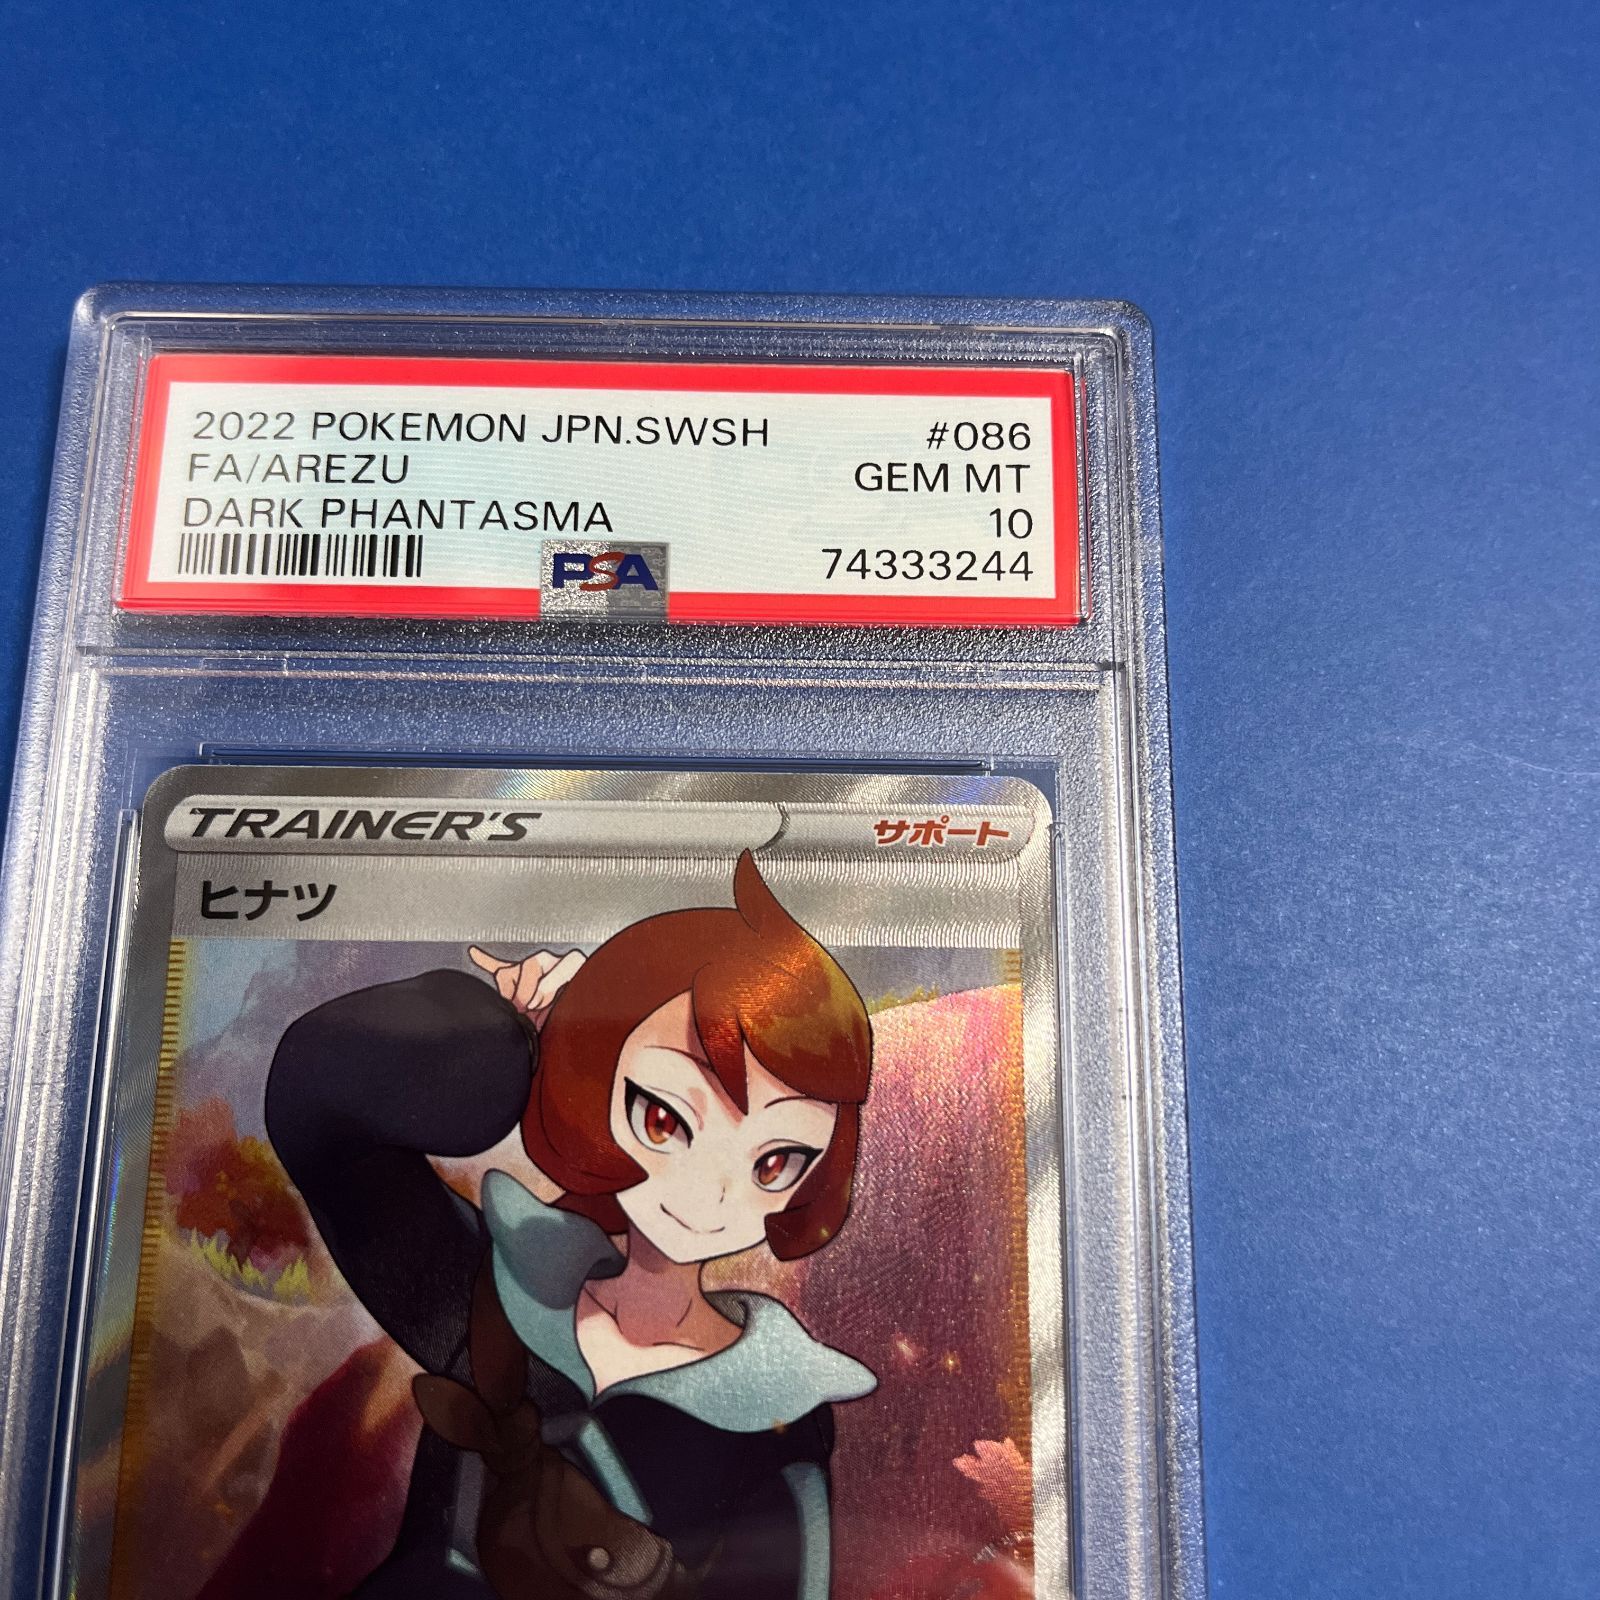 2022 POKEMON JPN.SWSH #086
FA/AREZU GEM MT
DARK PHANTASMA 10
PSA 74333244
TRAINER'S サポート
ヒナツ